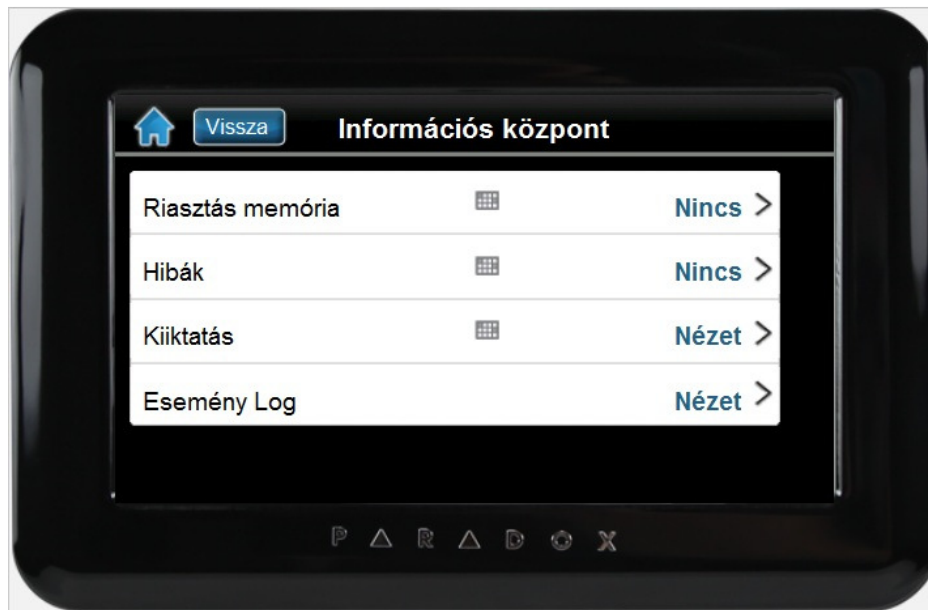 Vissza
Információs központ
Riasztás memória Nincs
Hibák Nincs
Kiiktatás Nézet
Esemény Log Nézet
PARADOX